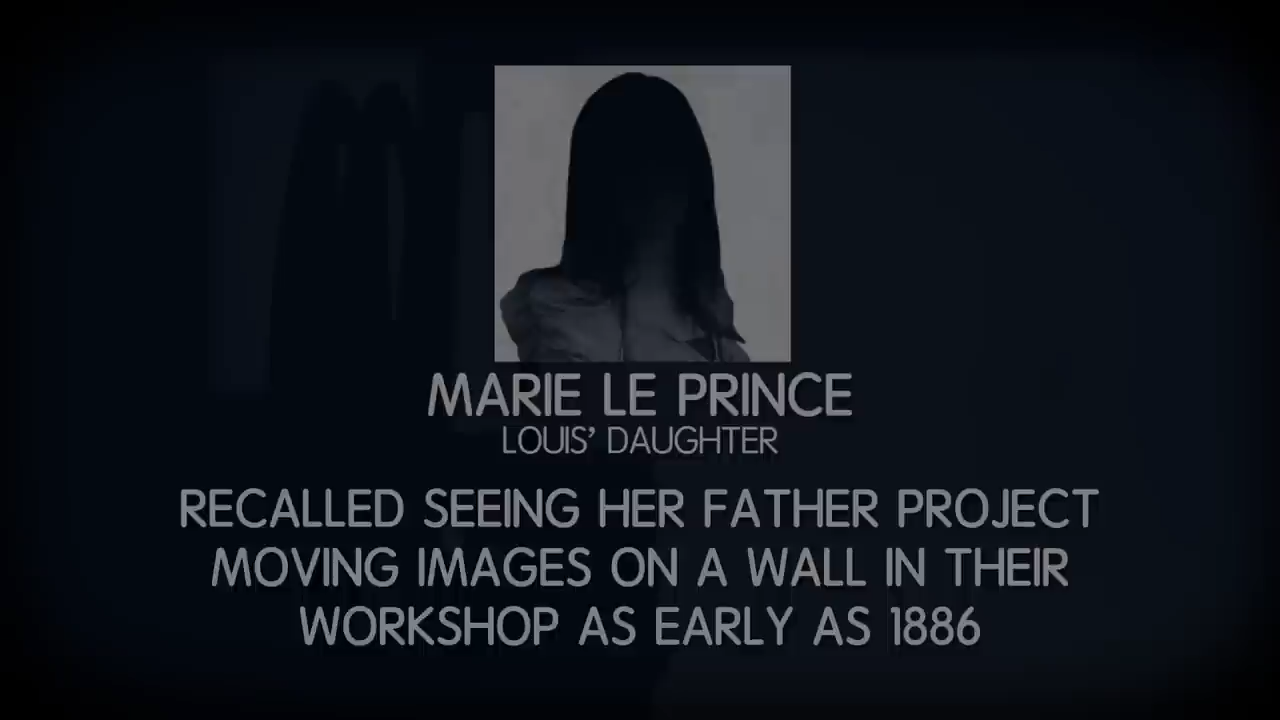 MARIE LE PRINCE
LOUIS' DAUGHTER
RECALLED SEEING HER FATHER PROJECT
MOVING IMAGES ON A WALL IN THEIR
WORKSHOP AS EARLY AS 1886